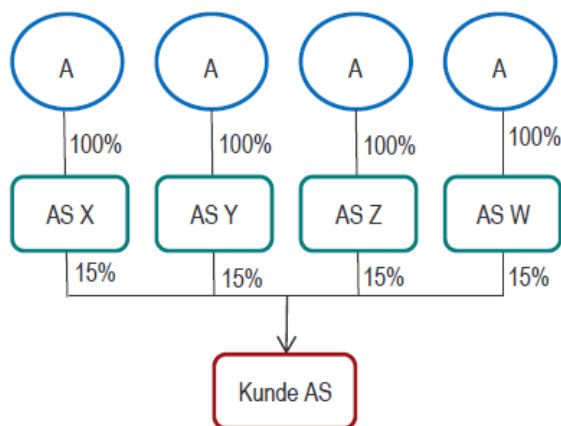 A A A A
100% 100% 100% 100%
AS X AS Y AS Z AS W
15% 15% 15% 15%
Kunde AS